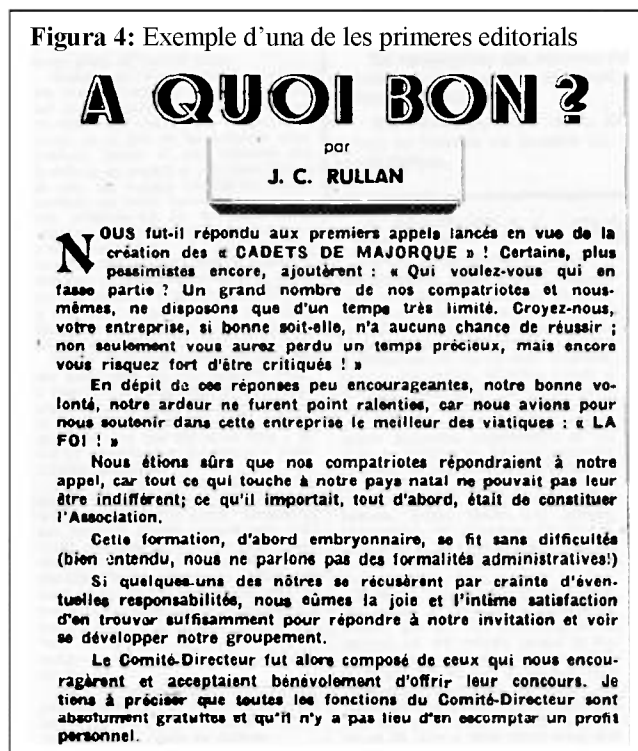 Figura 4: Exemple d'una de les primeres editorials
A QUOI BON ?
par
J. C. RULLAN
NOUS fut-il répondu aux premiers appels lancés en vue de la
création des « CADETS DE MAJORQUE » ! Certains, plus
pessimistes encore, ajoutèrent : « Qui voulez-vous qui en
fasse partie ? Un grand nombre de nos compatriotes et nous-
mêmes, ne disposons que d'un temps très limité. Croyez-nous,
votre entreprise, si bonne soit-elle, n'a aucune chance de réussir ;
non seulement vous aurez perdu un temps précieux, mais encore
vous risquez fort d'être critiqués ! »
En dépit de ces réponses peu encourageantes, notre bonne vo-
lonté, notre ardeur ne furent point ralenties, car nous avions pour
nous soutenir dans cette entreprise le meilleur des viatiques : « LA
FOI ! »
Nous étions sûrs que nos compatriotes répondraient à notre
appel, car tout ce qui touche à notre pays natal ne pouvait pas leur
être indifférent; ce qu'il importait, tout d'abord, était de constituer
l'Association.
Cette formation, d'abord embryonnaire, se fit sans difficultés
(bien entendu, nous ne parlons pas des formalités administratives!)
Si quelques-uns des nôtres se récusèrent par crainte d'éven-
tuelles responsabilités, nous eûmes la joie et l'intime satisfaction
d'en trouver suffisamment pour répondre à notre invitation et voir
se développer notre groupement.
Le Comité-Directeur fut alors composé de ceux qui nous encou-
ragèrent et acceptaient bénévolement d'offrir leur concours. Je
tiens à préciser que toutes les fonctions du Comité-Directeur sont
absolument gratuites et qu'il n'y a pas lieu d'en escompter un profit
personnel.